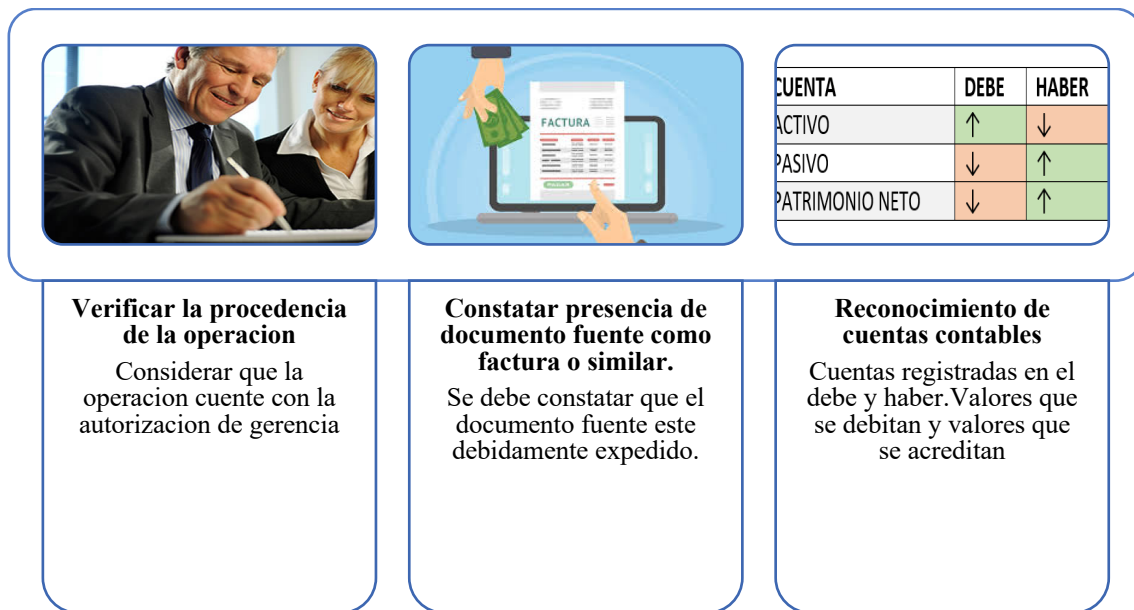 FACTURA
PAGAR
CUENTA DEBE HABER
ACTIVO ↑ ↓
PASIVO ↓ ↑
PATRIMONIO NETO ↓ ↑
Verificar la procedencia
de la operacion
Considerar que la
operacion cuente con la
autorizacion de gerencia
Constatar presencia de
documento fuente como
factura o similar.
Se debe constatar que el
documento fuente este
debidamente expedido.
Reconocimiento de
cuentas contables
Cuentas registradas en el
debe y haber.Valores que
se debitan y valores que
se acreditan